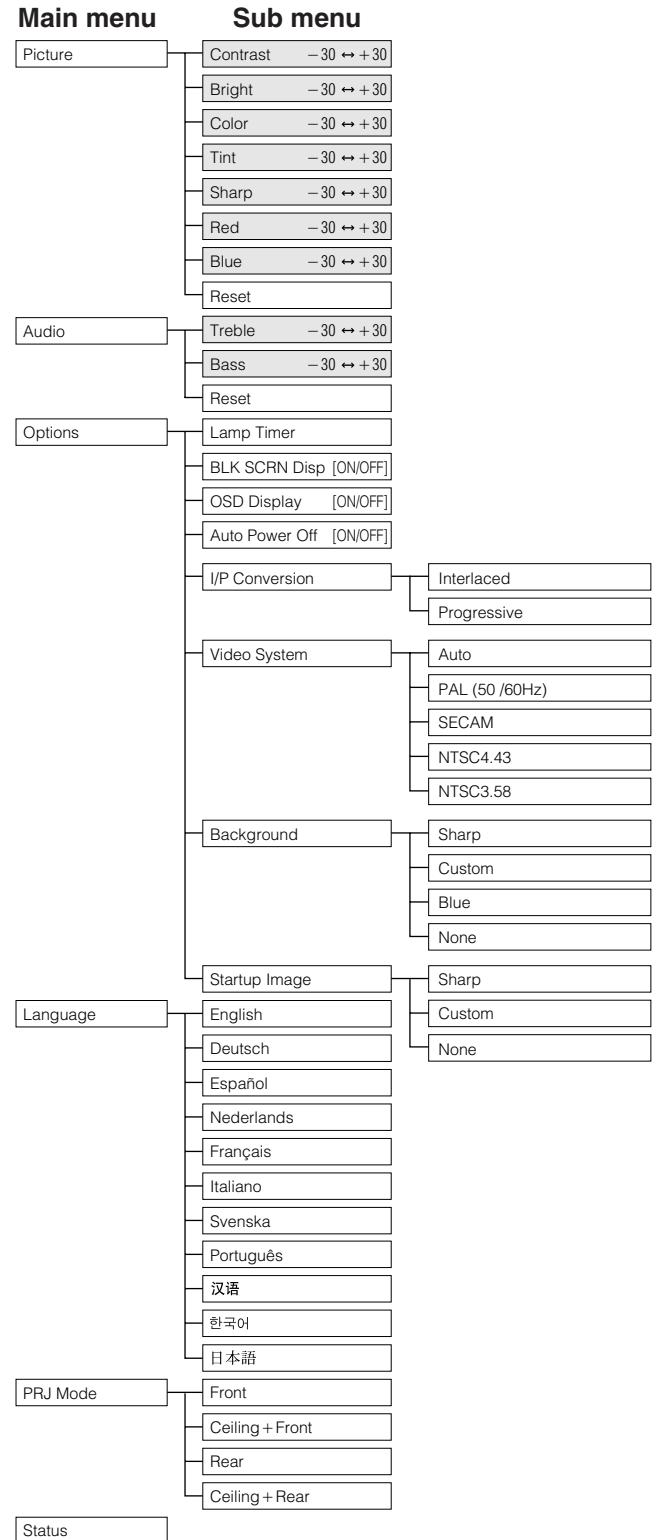 Main menu Sub menu
Picture Contrast −30 ↔ +30
Bright −30 ↔ +30
Color −30 ↔ +30
Tint −30 ↔ +30
Sharp −30 ↔ +30
Red −30 ↔ +30
Blue −30 ↔ +30
Reset
Audio Treble −30 ↔ +30
Bass −30 ↔ +30
Reset
Options Lamp Timer
BLK SCRN Disp [ON/OFF]
OSD Display [ON/OFF]
Auto Power Off [ON/OFF]
I/P Conversion Interlaced
Progressive
Video System Auto
PAL (50 /60Hz)
SECAM
NTSC4.43
NTSC3.58
Background Sharp
Custom
Blue
None
Startup Image Sharp
Language English Custom
Deutsch None
Español
Nederlands
Français
Italiano
Svenska
Português
汉语
한국어
日本語
PRJ Mode Front
Ceiling+Front
Rear
Ceiling+Rear
Status